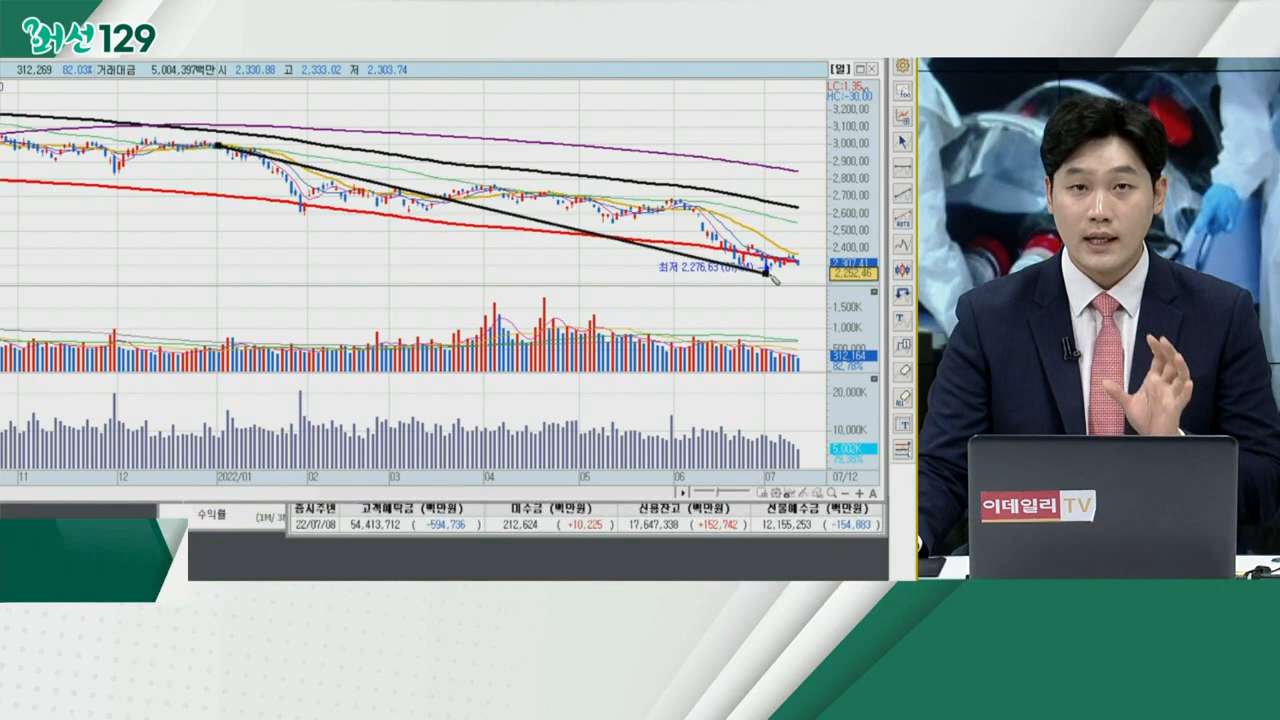 최선129
312,269 82.03% 거래대금 5,004,397백만 시 2,330.88 고 2,333.02 저 2,303.74
[일]
LC:1.35
HC:-30.00
3,200.00
3,100.00
3,000.00
2,900.00
2,800.00
2,700.00
2,600.00
2,500.00
2,400.00
2,307.41
2,252.46
최저 2,276.63
1,500K
1,000K
500,000
312,164
82.78%
20,000K
10,000K
5,002K
79.38%
11 12 2022/01 02 03 04 05 06 07 07/12
AUTO
ALL
A
수익률
증시주변 고객예탁금 (백만원) 미수금 (백만원) 신용잔고 (백만원) 선물예수금 (백만원)
22/07/08 54,413,712 ( -594,736 ) 212,624 ( +10,225 ) 17,647,338 ( +152,742 ) 12,155,253 ( -154,883 )
이데일리TV